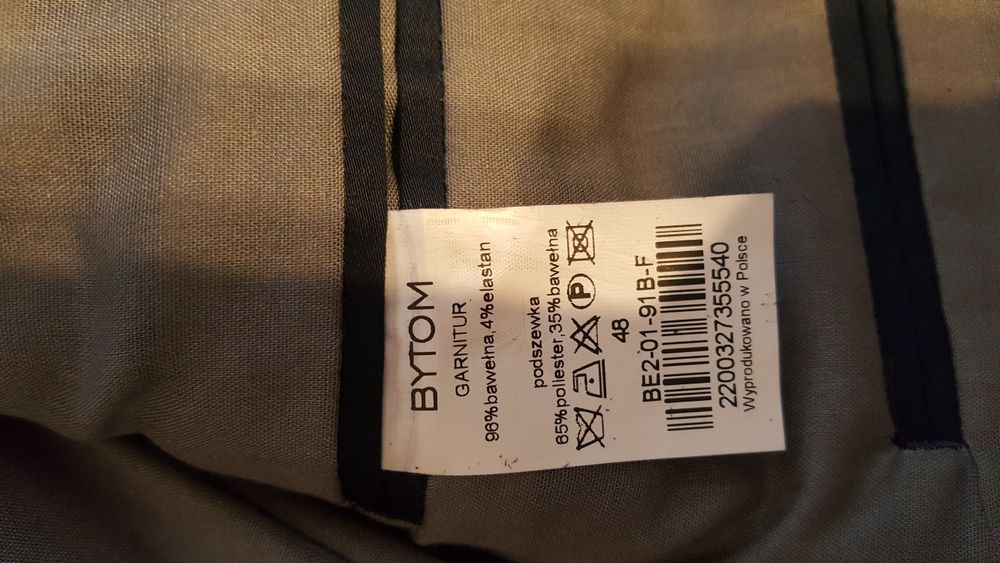 BYTOM
GARNITUR
96%bawełna,4%elastan
podszewka
65%poliester,35%bawełna
P
48
BE2-01-91B-F
2200327355540
Wyprodukowano w Polsce